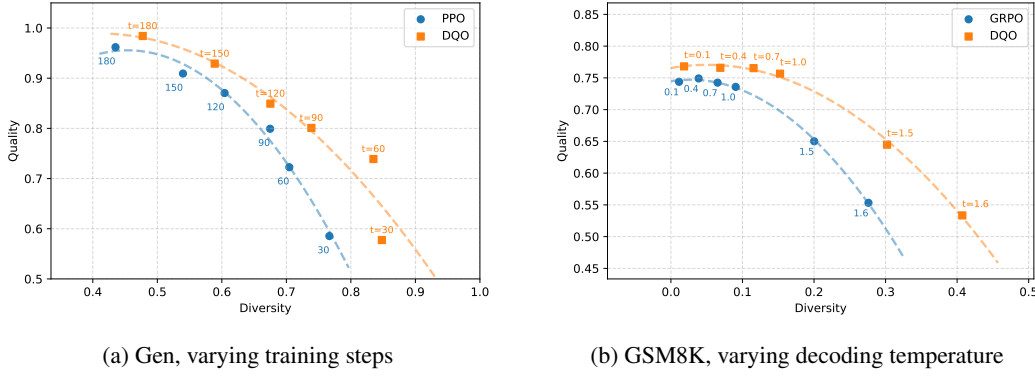 PPO
DQO
t=180
t=150
t=120
t=90
t=60
t=30
180
150
120
90
60
30
1.0
0.9
0.8
0.7
0.6
0.5
Quality
0.4
0.5
0.6
0.7
0.8
0.9
1.0
Diversity
(a) Gen, varying training steps
GRPO
DQO
t=0.1
t=0.4
t=0.7
t=1.0
t=1.5
t=1.6
0.1
0.4
0.7
1.0
1.5
1.6
0.85
0.80
0.75
0.70
0.65
0.60
0.55
0.50
0.45
Quality
0.0
0.1
0.2
0.3
0.4
0.5
Diversity
(b) GSM8K, varying decoding temperature